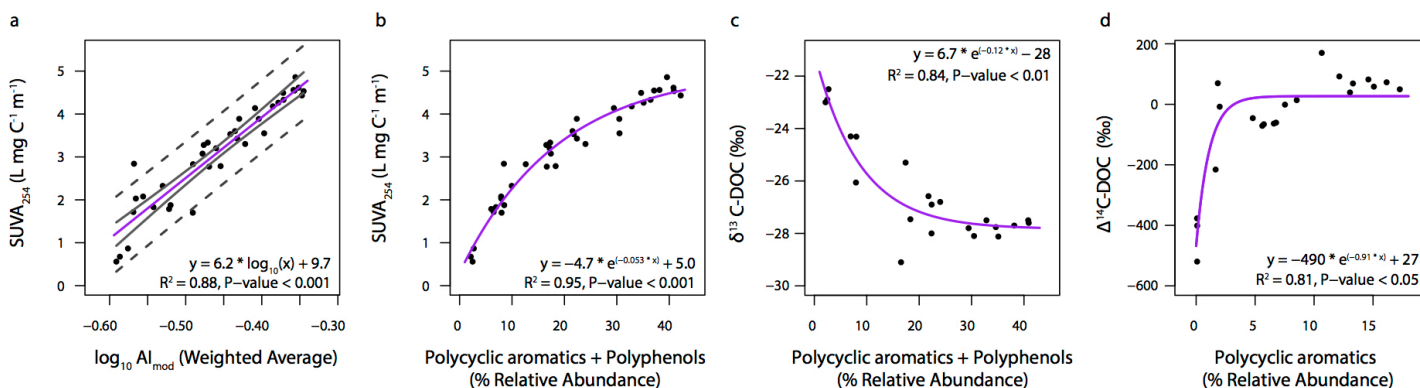 a
SUVA254 (L mg C⁻¹ m⁻¹)
5
4
3
2
1
0
y = 6.2 * log10(x) + 9.7
R² = 0.88, P−value < 0.001
−0.60
−0.50
−0.40
−0.30
log10 AImod (Weighted Average)
b
SUVA254 (L mg C⁻¹ m⁻¹)
5
4
3
2
1
0
y = −4.7 * e(−0.053 * x) + 5.0
R² = 0.95, P−value < 0.001
0
10
20
30
40
Polycyclic aromatics + Polyphenols
(% Relative Abundance)
c
δ¹³ C-DOC (‰)
−22
−24
−26
−28
−30
y = 6.7 * e(−0.12 * x) − 28
R² = 0.84, P−value < 0.01
0
10
20
30
40
Polycyclic aromatics + Polyphenols
(% Relative Abundance)
d
Δ¹⁴C-DOC (‰)
200
0
−200
−400
−600
y = −490 * e(−0.91 * x) + 27
R² = 0.81, P−value < 0.05
0
5
10
15
Polycyclic aromatics
(% Relative Abundance)